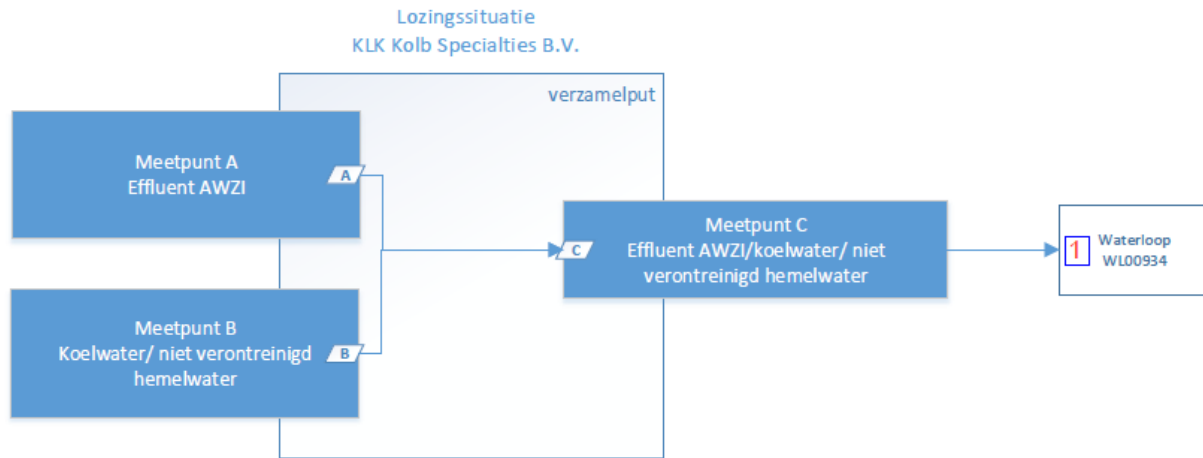 Lozingssituatie
KLK Kolb Specialties B.V.
verzamelput
Meetpunt A
Effluent AWZI
A
Meetpunt C
Effluent AWZI/koelwater/ niet
verontreinigd hemelwater
C
1
Waterloop
WL00934
Meetpunt B
Koelwater/ niet verontreinigd
hemelwater
B